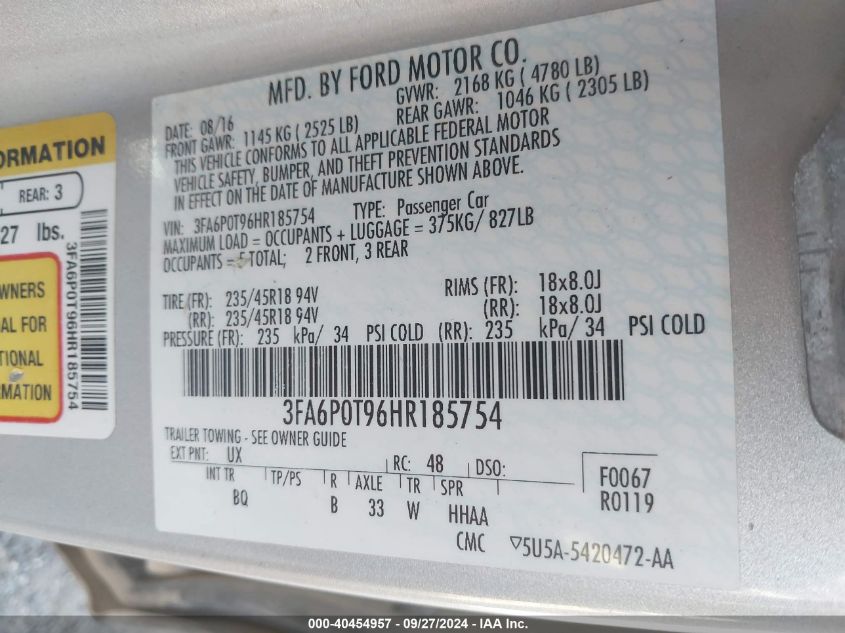 MFD. BY FORD MOTOR CO.
DATE: 08/16 GVWR: 2168 KG ( 4780 LB)
FRONT GAWR: 1145 KG ( 2525 LB) REAR GAWR: 1046 KG ( 2305 LB)
THIS VEHICLE CONFORMS TO ALL APPLICABLE FEDERAL MOTOR
VEHICLE SAFETY, BUMPER, AND THEFT PREVENTION STANDARDS
IN EFFECT ON THE DATE OF MANUFACTURE SHOWN ABOVE.
VIN: 3FA6P0T96HR185754 TYPE: Passenger Car
MAXIMUM LOAD = OCCUPANTS + LUGGAGE = 375KG/ 827LB
OCCUPANTS = 5 TOTAL; 2 FRONT, 3 REAR
TIRE (FR): 235/45R18 94V RIMS (FR): 18x8.0J
(RR): 235/45R18 94V (RR): 18x8.0J
PRESSURE (FR): 235 kPa/ 34 PSI COLD (RR): 235 kPa/ 34 PSI COLD
3FA6P0T96HR185754
TRAILER TOWING - SEE OWNER GUIDE
EXT PNT: UX RC: 48 DSO:
INT TR TP/PS R AXLE TR SPR
BQ B 33 W HHAA
F0067
R0119
CMC ▽5U5A-5420472-AA
ORMATION
REAR: 3
27 lbs.
3FA6P0T96HR185754
WNERS
AL FOR
TIONAL
RMATION
000-40454957 - 09/27/2024 - IAA Inc.